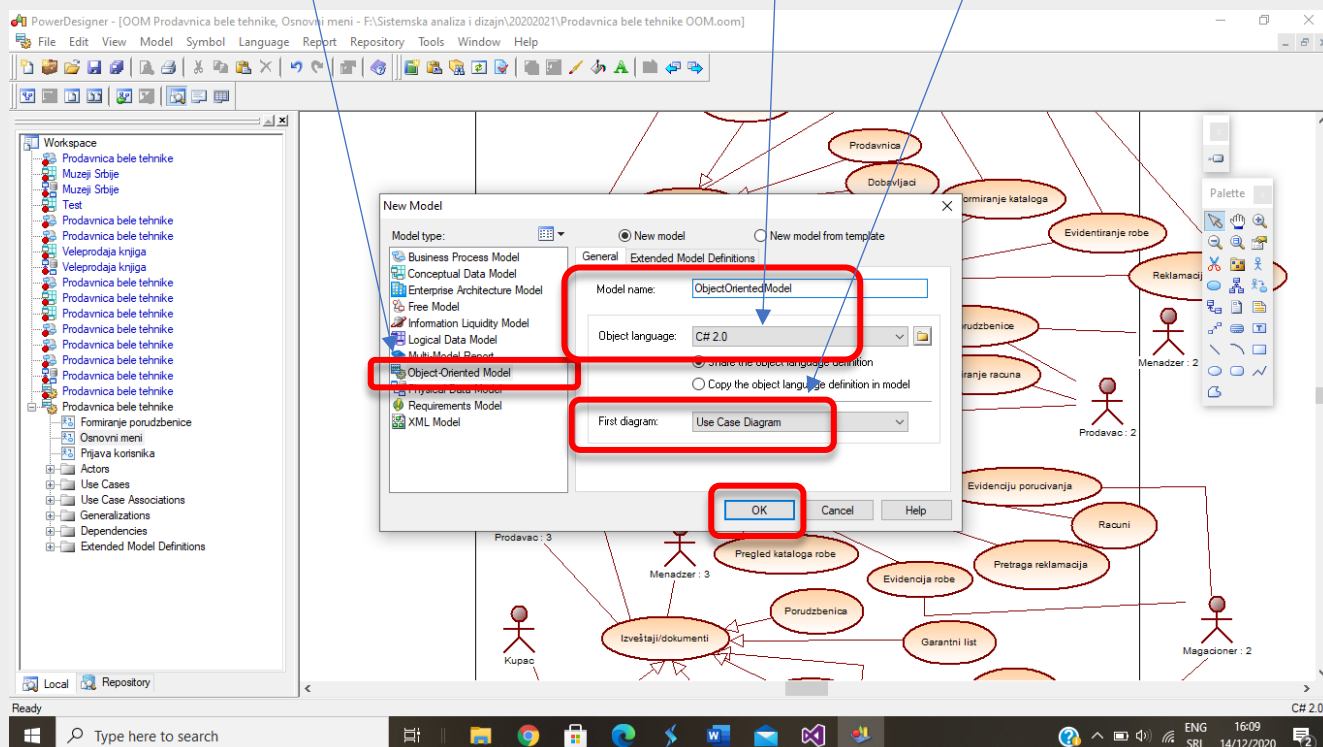 PowerDesigner - [OOM Prodavnica bele tehnike, Osnovni meni - F:\Sistemska analiza i dizajn\20202021\Prodavnica bele tehnike OOM.oom]
File Edit View Model Symbol Language Report Repository Tools Window Help
Workspace
Prodavnica bele tehnike
Muzeji Srbije
Muzeji Srbije
Test
Prodavnica bele tehnike
Prodavnica bele tehnike
Veleprodaja knjiga
Veleprodaja knjiga
Prodavnica bele tehnike
Prodavnica bele tehnike
Prodavnica bele tehnike
Prodavnica bele tehnike
Prodavnica bele tehnike
Prodavnica bele tehnike
Prodavnica bele tehnike
Prodavnica bele tehnike
Prodavnica bele tehnike
Formiranje porudzbenice
Osnovni meni
Prijava korisnika
Actors
Use Cases
Use Case Associations
Generalizations
Dependencies
Extended Model Definitions
Local Repository
Prodavnica
Dobavljaci
ormiranje kataloga
Evidentiranje robe
Reklamacij
rudzbenice
Menadzer : 2
ranje racuna
Prodavac : 2
Palette
New Model
Model type:
New model
New model from template
Business Process Model
Conceptual Data Model
Enterprise Architecture Model
Free Model
Information Liquidity Model
Logical Data Model
Multi-Model Report
Object-Oriented Model
Physical Data Model
Requirements Model
XML Model
General Extended Model Definitions
Model name: ObjectOrientedModel
Object language: C# 2.0
Share the object language definition
Copy the object language definition in model
First diagram: Use Case Diagram
OK Cancel Help
Evidenciju porucivanja
Racuni
Prodavac : 3
Pregled kataloga robe
Pretraga reklamacija
Menadzer : 3
Evidencija robe
Porudzbenica
Izveštaji/dokumenti
Garantni list
Kupac
Magacioner : 2
Ready
C# 2.0
Type here to search
ENG
SRL
16:09
14/12/2020